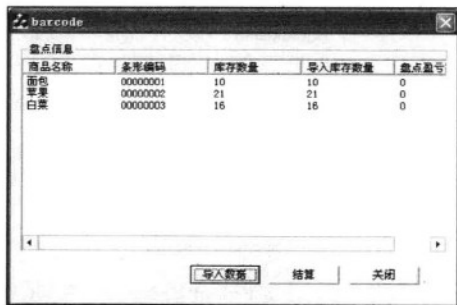 barcode
盘点信息
商品名称 条形编码 库存数量 导入库存数量 盘点盈亏
面包 00000001 10 10 0
苹果 00000002 21 21 0
白菜 00000003 16 16 0
导入数据 结算 关闭